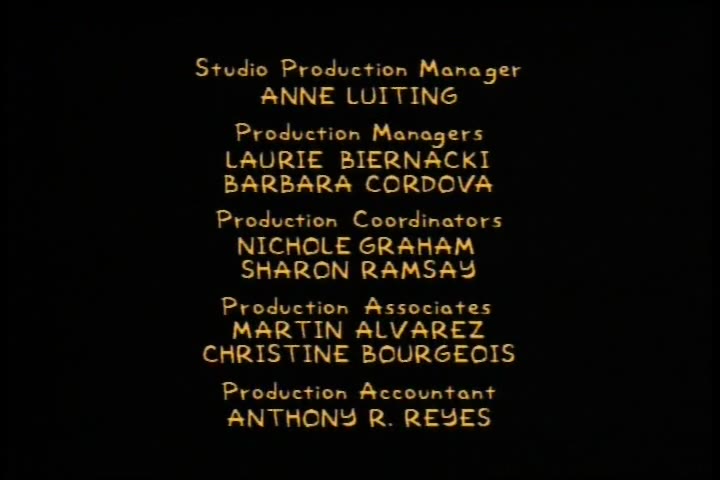 Studio Production Manager
ANNE LUITING
Production Managers
LAURIE BIERNACKI
BARBARA CORDOVA
Production Coordinators
NICHOLE GRAHAM
SHARON RAMSAY
Production Associates
MARTIN ALVAREZ
CHRISTINE BOURGEOIS
Production Accountant
ANTHONY R. REYES